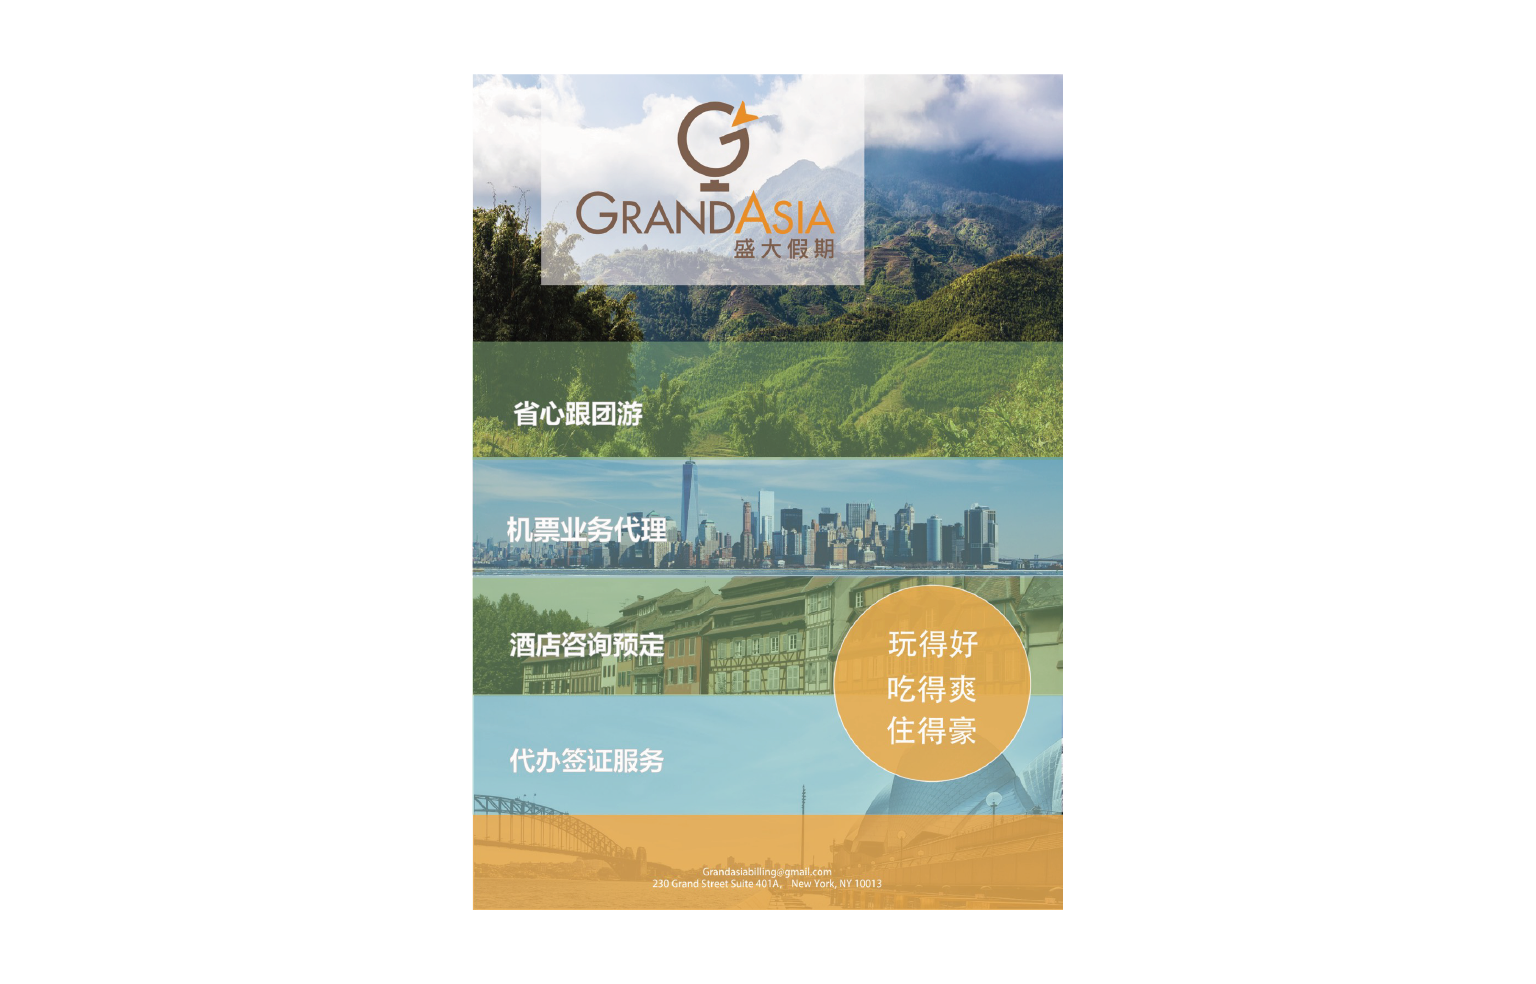 GRANDASIA
盛大假期
省心跟团游
机票业务代理
酒店咨询预定
玩得好
吃得爽
住得豪
代办签证服务
Grandasiabilling@gmail,com
230 Grand Street Suite 401A， New York, NY 10013